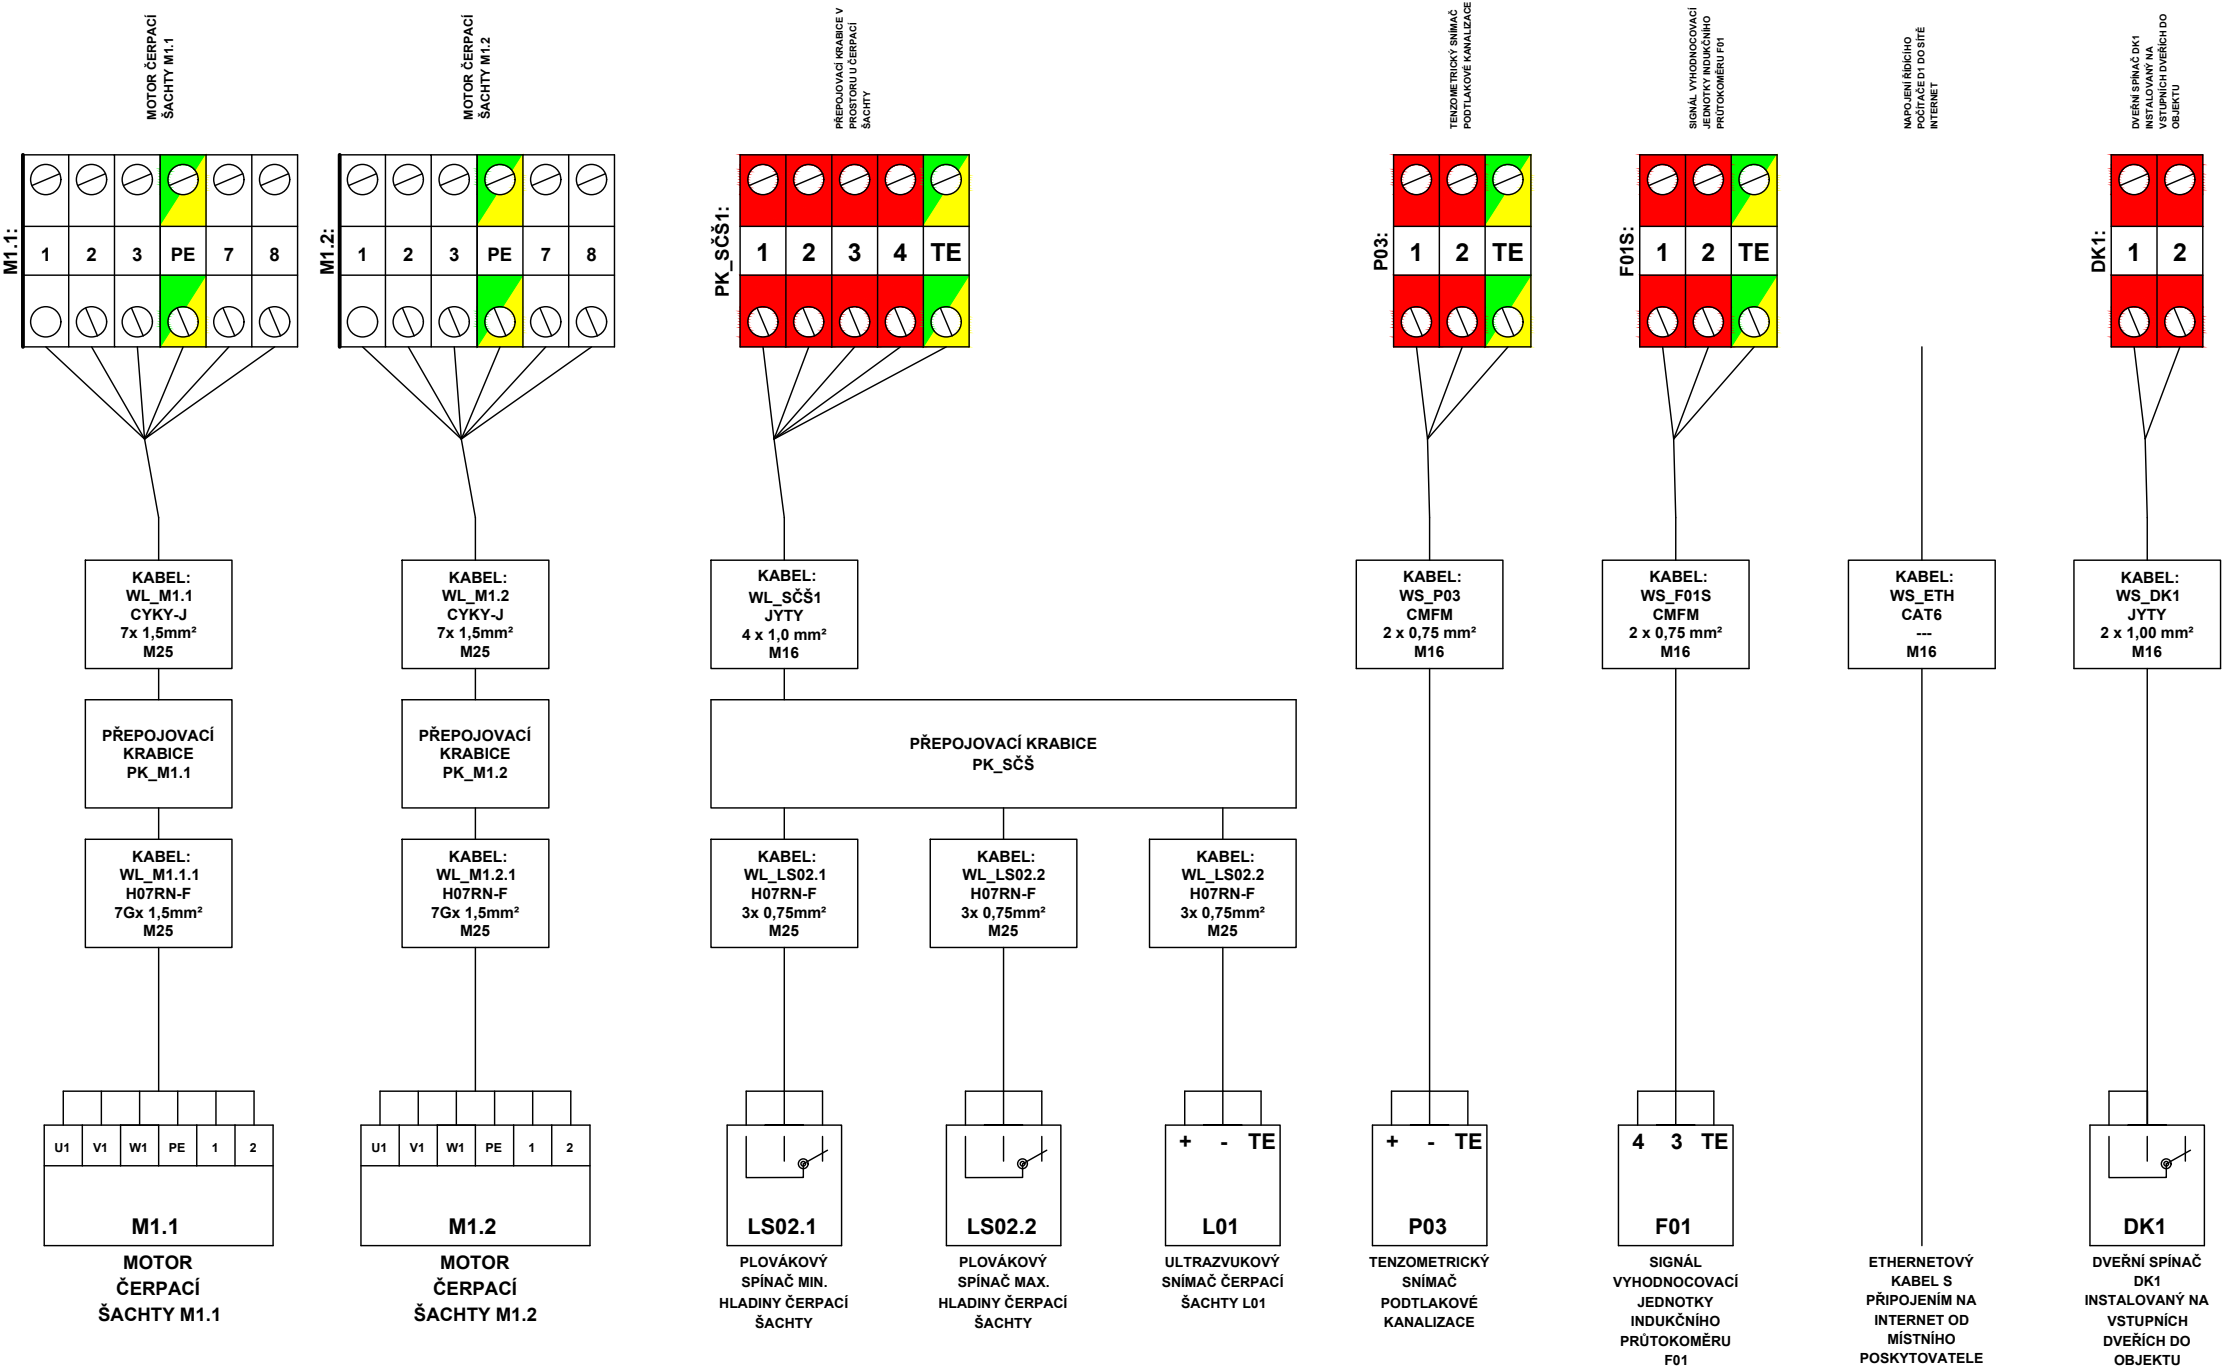 MOTOR ČERPACÍ
ŠACHTY M1.1
MOTOR ČERPACÍ
ŠACHTY M1.2
PŘEPOJOVACÍ KRABICE V
PROSTORU U ČERPACÍ
ŠACHTY
TENZOMETRICKÝ SNÍMAČ
PODTLAKOVÉ KANALIZACE
SIGNÁL VYHODNOCOVACÍ
JEDNOTKY INDUKČNÍHO
PRŮTOKOMĚRU F01
NAPOJENÍ ŘÍDICÍHO
POČÍTAČE D1 DO SÍTĚ
INTERNET
DVEŘNÍ SPÍNAČ DK1
INSTALOVANÝ NA
VSTUPNÍCH DVEŘÍCH DO
OBJEKTU
M1.1:
1 2 3 PE 7 8
M1.2:
1 2 3 PE 7 8
PK_SČŠ1:
1 2 3 4 TE
P03:
1 2 TE
F01S:
1 2 TE
DK1:
1 2
KABEL:
WL_M1.1
CYKY-J
7x 1,5mm²
M25
KABEL:
WL_M1.2
CYKY-J
7x 1,5mm²
M25
KABEL:
WL_SČŠ1
JYTY
4 x 1,0 mm²
M16
KABEL:
WS_P03
CMFM
2 x 0,75 mm²
M16
KABEL:
WS_F01S
CMFM
2 x 0,75 mm²
M16
KABEL:
WS_ETH
CAT6
---
M16
KABEL:
WS_DK1
JYTY
2 x 1,00 mm²
M16
PŘEPOJOVACÍ
KRABICE
PK_M1.1
PŘEPOJOVACÍ
KRABICE
PK_M1.2
PŘEPOJOVACÍ KRABICE
PK_SČŠ
KABEL:
WL_M1.1.1
H07RN-F
7Gx 1,5mm²
M25
KABEL:
WL_M1.2.1
H07RN-F
7Gx 1,5mm²
M25
KABEL:
WL_LS02.1
H07RN-F
3x 0,75mm²
M25
KABEL:
WL_LS02.2
H07RN-F
3x 0,75mm²
M25
KABEL:
WL_LS02.2
H07RN-F
3x 0,75mm²
M25
U1 V1 W1 PE 1 2
M1.1
MOTOR
ČERPACÍ
ŠACHTY M1.1
U1 V1 W1 PE 1 2
M1.2
MOTOR
ČERPACÍ
ŠACHTY M1.2
LS02.1
PLOVÁKOVÝ
SPÍNAČ MIN.
HLADINY ČERPACÍ
ŠACHTY
LS02.2
PLOVÁKOVÝ
SPÍNAČ MAX.
HLADINY ČERPACÍ
ŠACHTY
+ - TE
L01
ULTRAZVUKOVÝ
SNÍMAČ ČERPACÍ
ŠACHTY L01
+ - TE
P03
TENZOMETRICKÝ
SNÍMAČ
PODTLAKOVÉ
KANALIZACE
4 3 TE
F01
SIGNÁL
VYHODNOCOVACÍ
JEDNOTKY
INDUKČNÍHO
PRŮTOKOMĚRU
F01
ETHERNETOVÝ
KABEL S
PŘIPOJENÍM NA
INTERNET OD
MÍSTNÍHO
POSKYTOVATELE
DK1
DVEŘNÍ SPÍNAČ
DK1
INSTALOVANÝ NA
VSTUPNÍCH
DVEŘÍCH DO
OBJEKTU